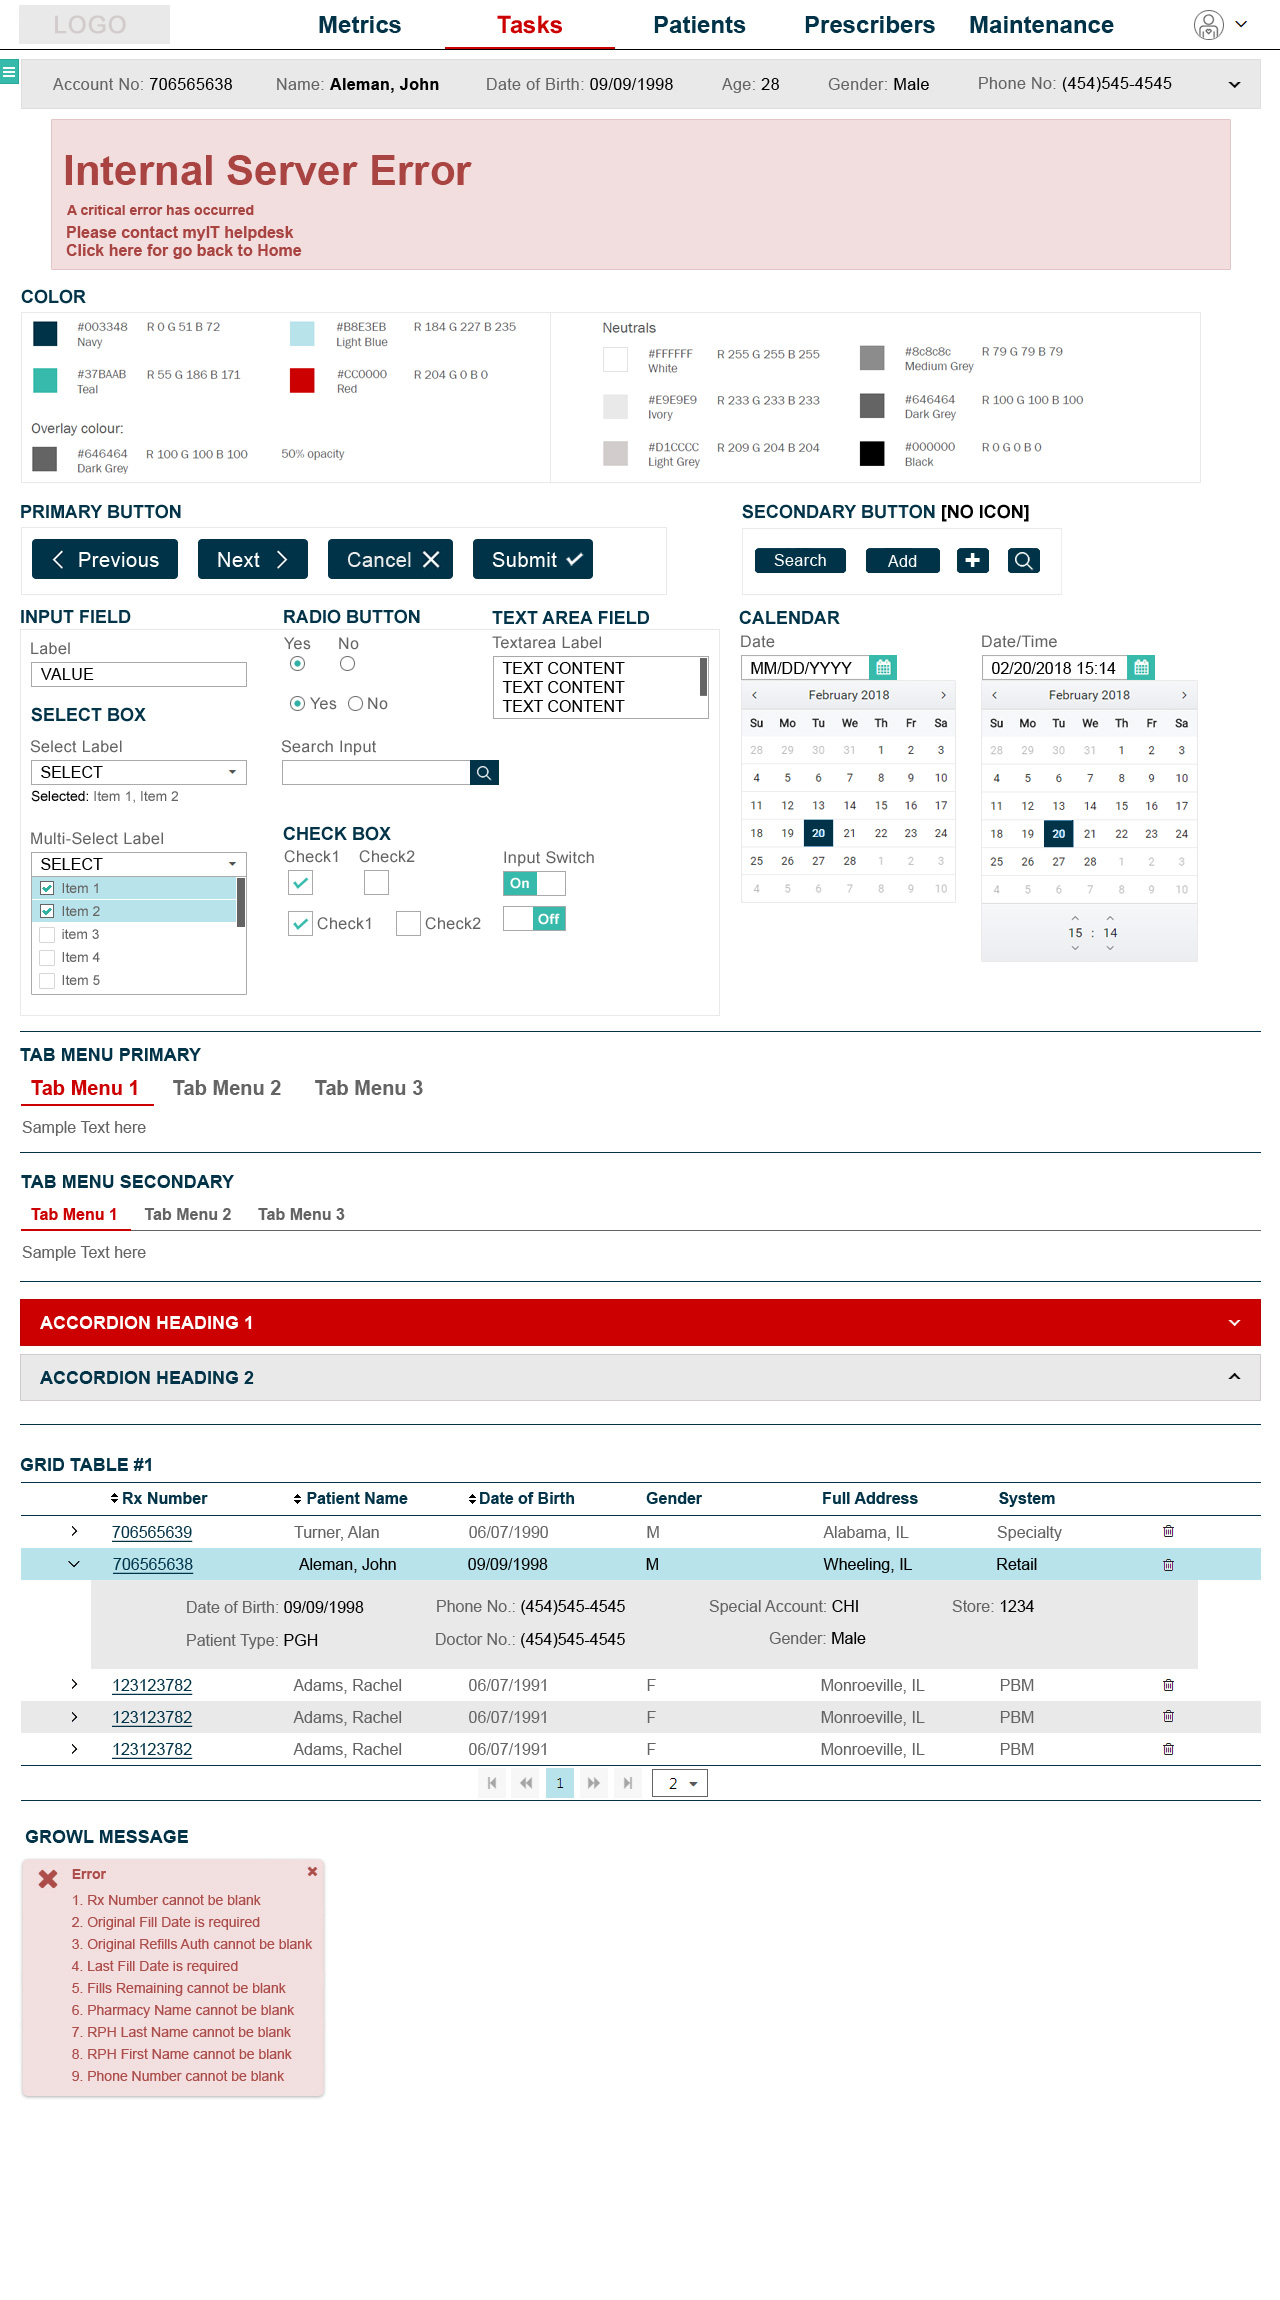 LOGO
Metrics Tasks Patients Prescribers Maintenance
Account No: 706565638 Name: Aleman, John Date of Birth: 09/09/1998 Age: 28 Gender: Male Phone No: (454)545-4545
Internal Server Error
A critical error has occurred
Please contact myIT helpdesk
Click here for go back to Home
COLOR
#003348 R 0 G 51 B 72
Navy
#B8E3EB R 184 G 227 B 235
Light Blue
#37BAAB R 55 G 186 B 171
Teal
#CC0000 R 204 G 0 B 0
Red
Overlay colour:
#646464 R 100 G 100 B 100 50% opacity
Dark Grey
Neutrals
#FFFFFF R 255 G 255 B 255
White
#8c8c8c R 79 G 79 B 79
Medium Grey
#E9E9E9 R 233 G 233 B 233
Ivory
#646464 R 100 G 100 B 100
Dark Grey
#D1CCCC R 209 G 204 B 204
Light Grey
#000000 R 0 G 0 B 0
Black
PRIMARY BUTTON
Previous Next Cancel Submit
SECONDARY BUTTON [NO ICON]
Search Add
INPUT FIELD
Label
VALUE
SELECT BOX
Select Label
SELECT
Selected: Item 1, Item 2
Multi-Select Label
SELECT
Item 1
Item 2
item 3
Item 4
Item 5
RADIO BUTTON
Yes No
Yes No
Search Input
CHECK BOX
Check1 Check2
Check1 Check2
TEXT AREA FIELD
Textarea Label
TEXT CONTENT
TEXT CONTENT
TEXT CONTENT
Input Switch
On
Off
CALENDAR
Date
MM/DD/YYYY
February 2018
Su Mo Tu We Th Fr Sa
28 29 30 31 1 2 3
4 5 6 7 8 9 10
11 12 13 14 15 16 17
18 19 20 21 22 23 24
25 26 27 28 1 2 3
4 5 6 7 8 9 10
Date/Time
02/20/2018 15:14
February 2018
Su Mo Tu We Th Fr Sa
28 29 30 31 1 2 3
4 5 6 7 8 9 10
11 12 13 14 15 16 17
18 19 20 21 22 23 24
25 26 27 28 1 2 3
4 5 6 7 8 9 10
15 : 14
TAB MENU PRIMARY
Tab Menu 1 Tab Menu 2 Tab Menu 3
Sample Text here
TAB MENU SECONDARY
Tab Menu 1 Tab Menu 2 Tab Menu 3
Sample Text here
ACCORDION HEADING 1
ACCORDION HEADING 2
GRID TABLE #1
Rx Number Patient Name Date of Birth Gender Full Address System
706565639 Turner, Alan 06/07/1990 M Alabama, IL Specialty
706565638 Aleman, John 09/09/1998 M Wheeling, IL Retail
Date of Birth: 09/09/1998 Phone No.: (454)545-4545 Special Account: CHI Store: 1234
Patient Type: PGH Doctor No.: (454)545-4545 Gender: Male
123123782 Adams, Rachel 06/07/1991 F Monroeville, IL PBM
123123782 Adams, Rachel 06/07/1991 F Monroeville, IL PBM
123123782 Adams, Rachel 06/07/1991 F Monroeville, IL PBM
1 2
GROWL MESSAGE
Error
1. Rx Number cannot be blank
2. Original Fill Date is required
3. Original Refills Auth cannot be blank
4. Last Fill Date is required
5. Fills Remaining cannot be blank
6. Pharmacy Name cannot be blank
7. RPH Last Name cannot be blank
8. RPH First Name cannot be blank
9. Phone Number cannot be blank